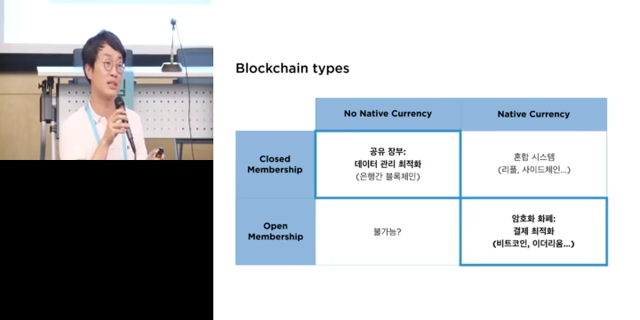 Blockchain types
No Native Currency
Native Currency
Closed
Membership
공유 장부:
데이터 관리 최적화
(은행간 블록체인)
혼합 시스템
(리플, 사이드체인...)
Open
Membership
불가능?
암호화 화폐:
결제 최적화
(비트코인, 이더리움...)